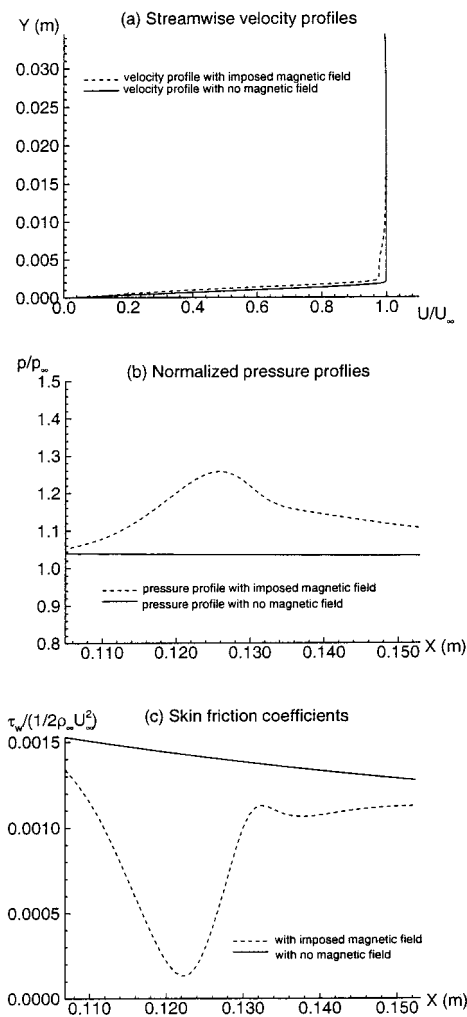 (a) Streamwise velocity profiles
Y (m)
0.030
velocity profile with imposed magnetic field
velocity profile with no magnetic field
0.025
0.020
0.015
0.010
0.005
0.000
0.0 0.2 0.4 0.6 0.8 1.0 U/U∞
p/p∞
(b) Normalized pressure proflies
1.5
1.4
1.3
1.2
1.1
1.0
pressure profile with imposed magnetic field
0.9
pressure profile with no magnetic field
0.8
0.110 0.120 0.130 0.140 0.150 X (m)
τw/(1/2ρ∞U∞²) (c) Skin friction coefficients
0.0015
0.0010
0.0005
with imposed magnetic field
with no magnetic field
0.0000
0.110 0.120 0.130 0.140 0.150 X (m)